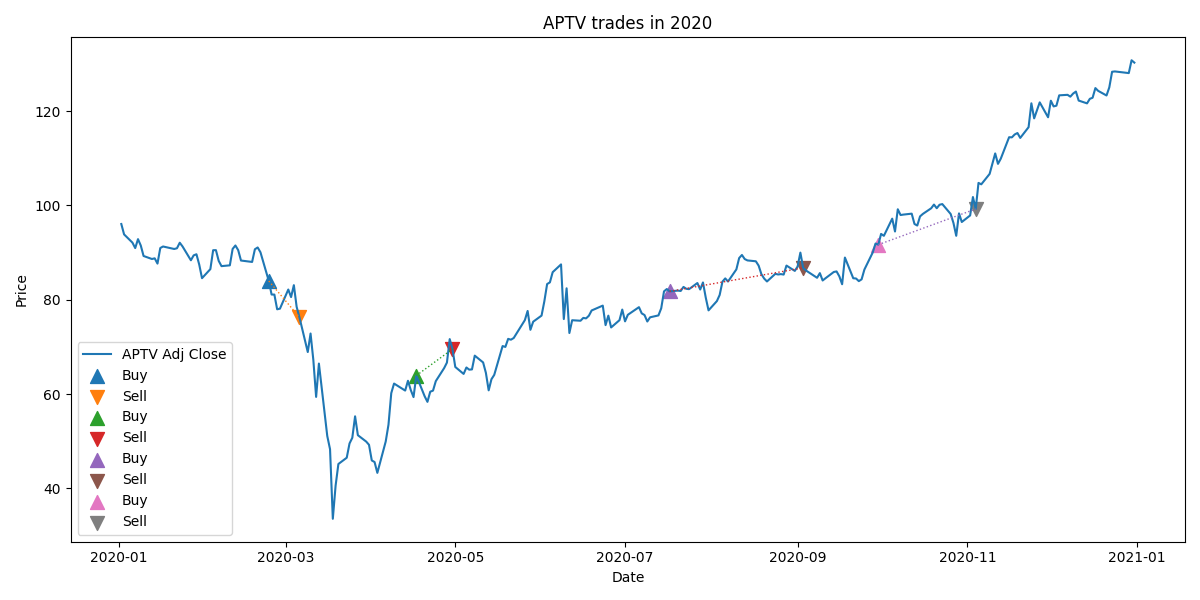 APTV trades in 2020
Price
120
100
80
60
40
APTV Adj Close
Buy
Sell
Buy
Sell
Buy
Sell
Buy
Sell
2020-01 2020-03 2020-05 2020-07 2020-09 2020-11 2021-01
Date